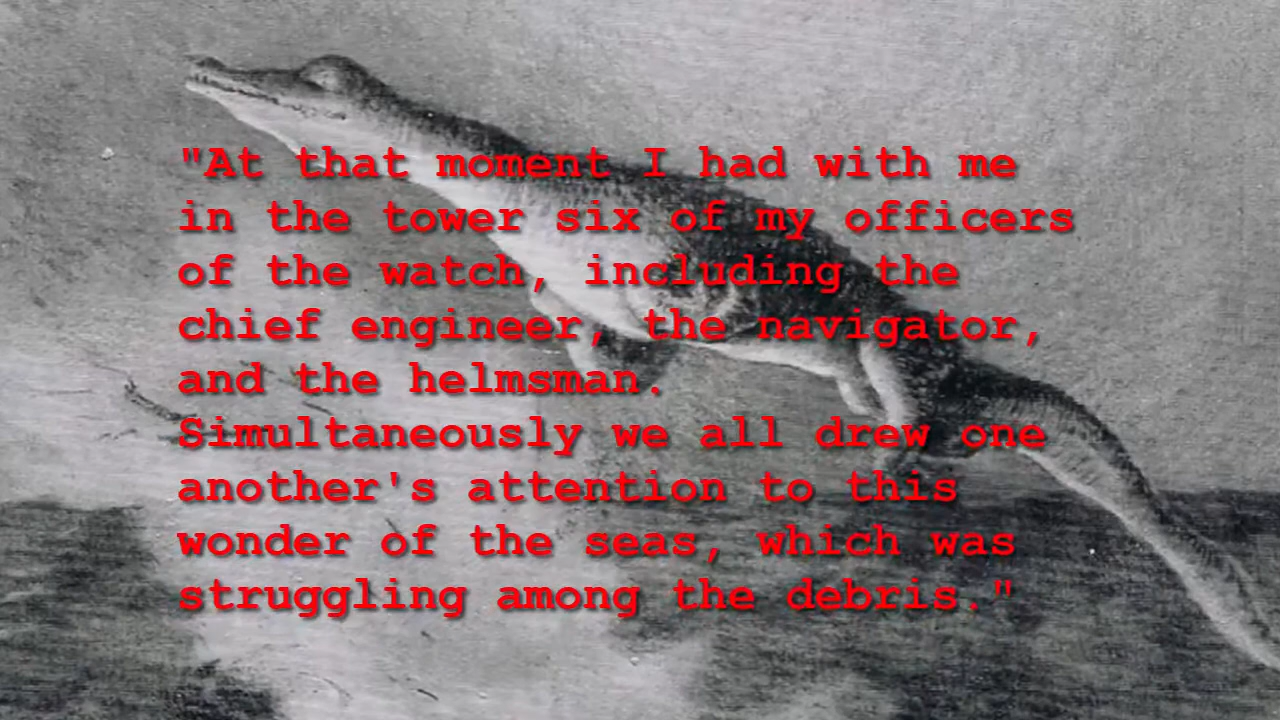 "At that moment I had with me
in the tower six of my officers
of the watch, including the
chief engineer, the navigator,
and the helmsman.
Simultaneously we all drew one
another's attention to this
wonder of the seas, which was
struggling among the debris."